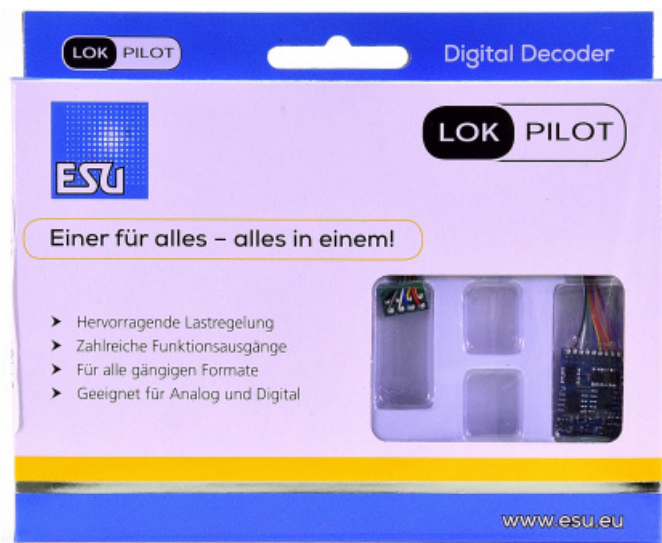 LOK PILOT
Digital Decoder
ESU
LOK PILOT
Einer für alles – alles in einem!
➤ Hervorragende Lastregelung
➤ Zahlreiche Funktionsausgänge
➤ Für alle gängigen Formate
➤ Geeignet für Analog und Digital
www.esu.eu